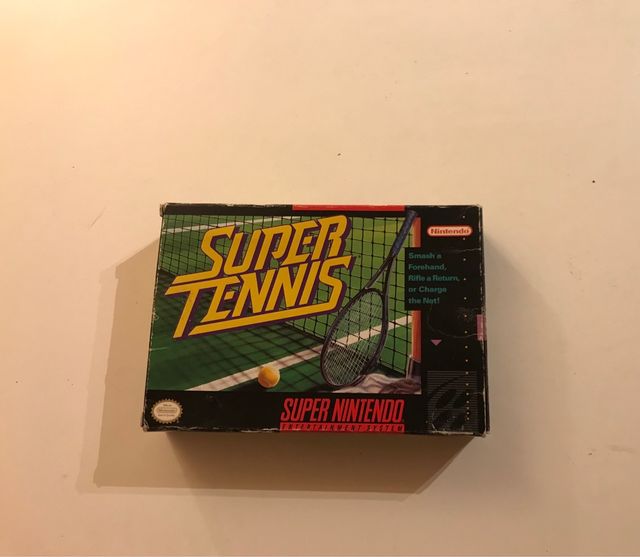 SUPER
TENNIS
Nintendo
Smash a
Forehand,
Rifle a Return,
or Charge
the Net!
SUPER NINTENDO
ENTERTAINMENT SYSTEM